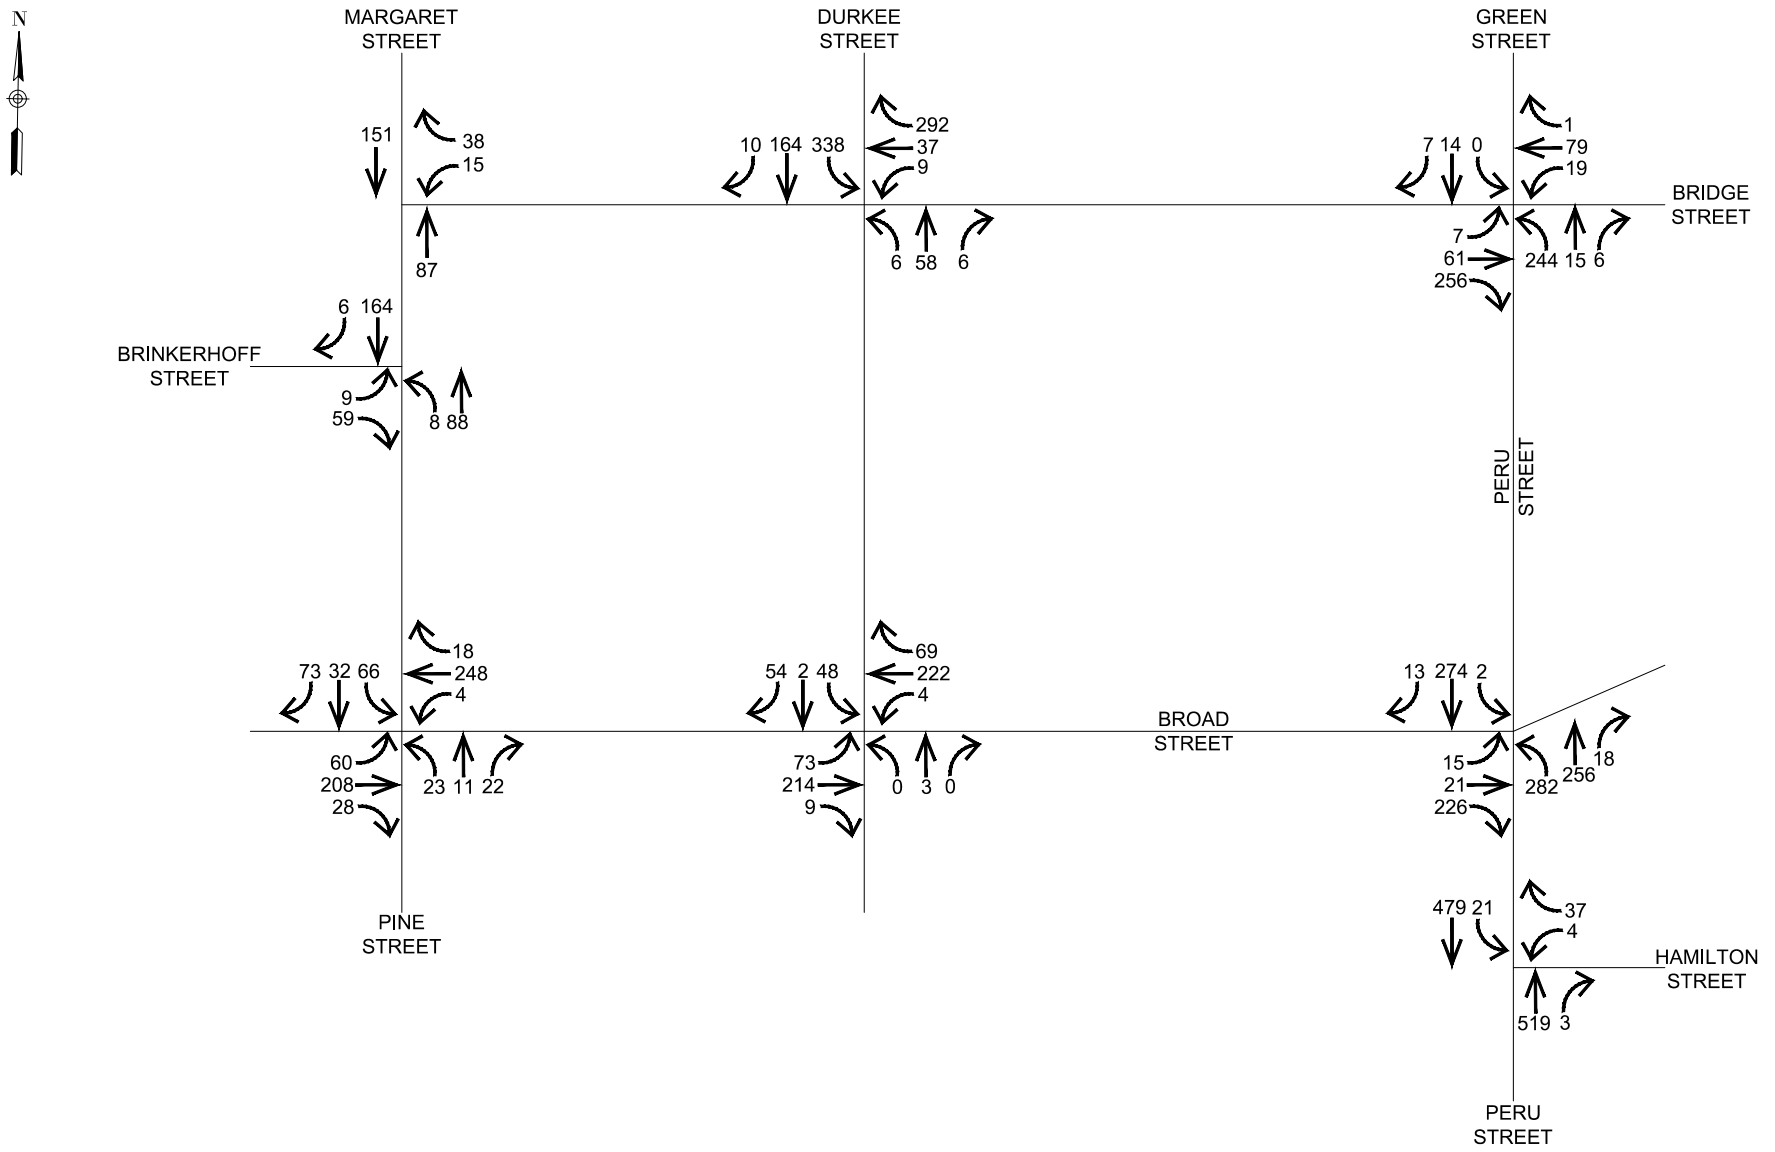 N
MARGARET
STREET
DURKEE
STREET
GREEN
STREET
151
38
15
87
10 164 338
292
37
9
6 58 6
7 14 0
1
79
19
BRIDGE
STREET
7
61
256
244 15 6
6 164
BRINKERHOFF
STREET
9
59
8 88
PERU
STREET
73 32 66
18
248
4
60
208
28
23 11 22
54 2 48
69
222
4
73
214
9
0 3 0
BROAD
STREET
13 274 2
15
21
226
282
256
18
PINE
STREET
479 21
37
4
HAMILTON
STREET
519 3
PERU
STREET